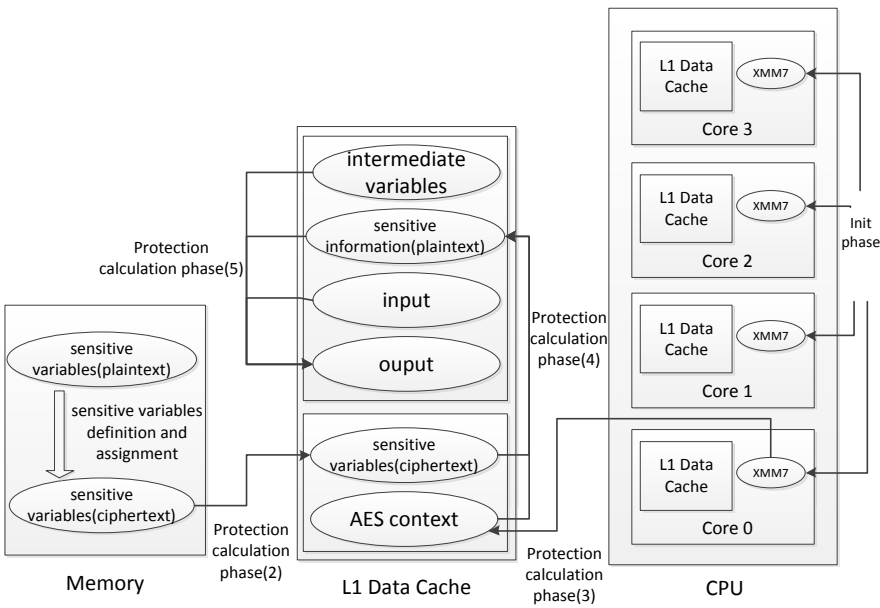 sensitive
variables(plaintext)
sensitive variables
definition and
assignment
sensitive
variables(ciphertext)
Memory
Protection
calculation phase(5)
Protection
calculation
phase(2)
intermediate
variables
sensitive
information(plaintext)
input
ouput
sensitive
variables(ciphertext)
AES context
L1 Data Cache
Protection
calculation
phase(4)
Protection
calculation
phase(3)
L1 Data
Cache
XMM7
Core 3
L1 Data
Cache
XMM7
Core 2
L1 Data
Cache
XMM7
Core 1
L1 Data
Cache
XMM7
Core 0
CPU
Init
phase